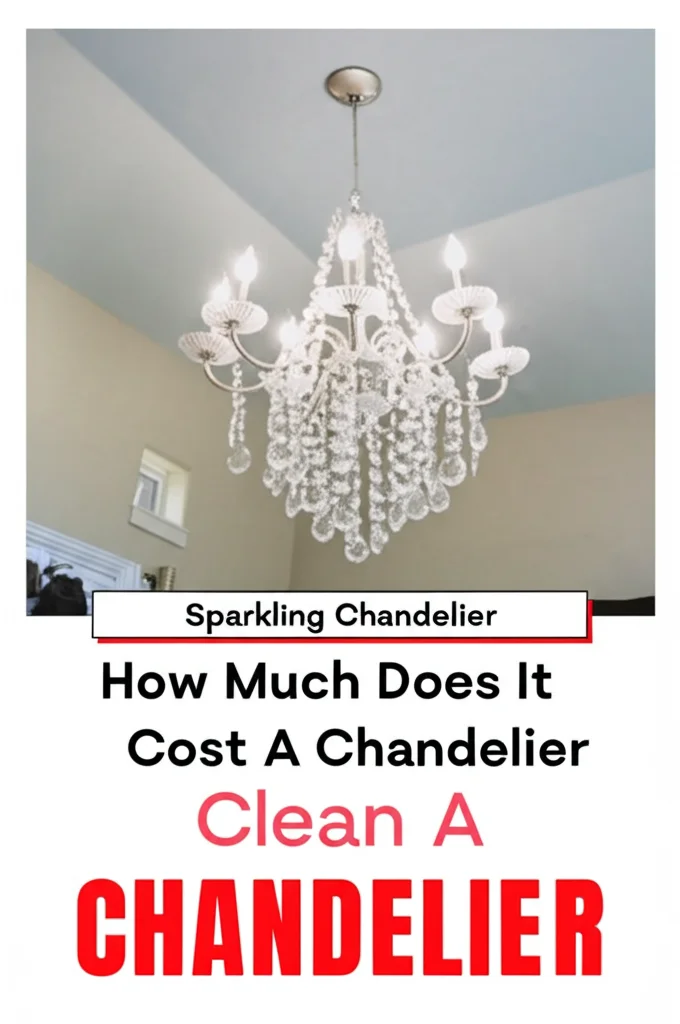 Sparkling Chandelier
How Much Does It
Cost A Chandelier
Clean A
CHANDELIER